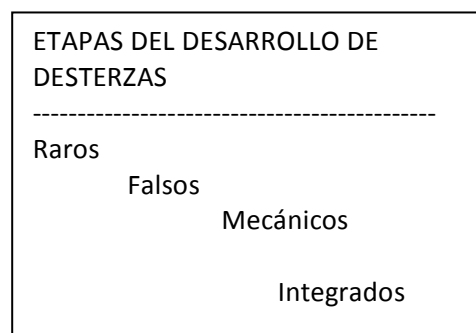 ETAPAS DEL DESARROLLO DE
DESTERZAS
---------------------------------------------
Raros
Falsos
Mecánicos
Integrados